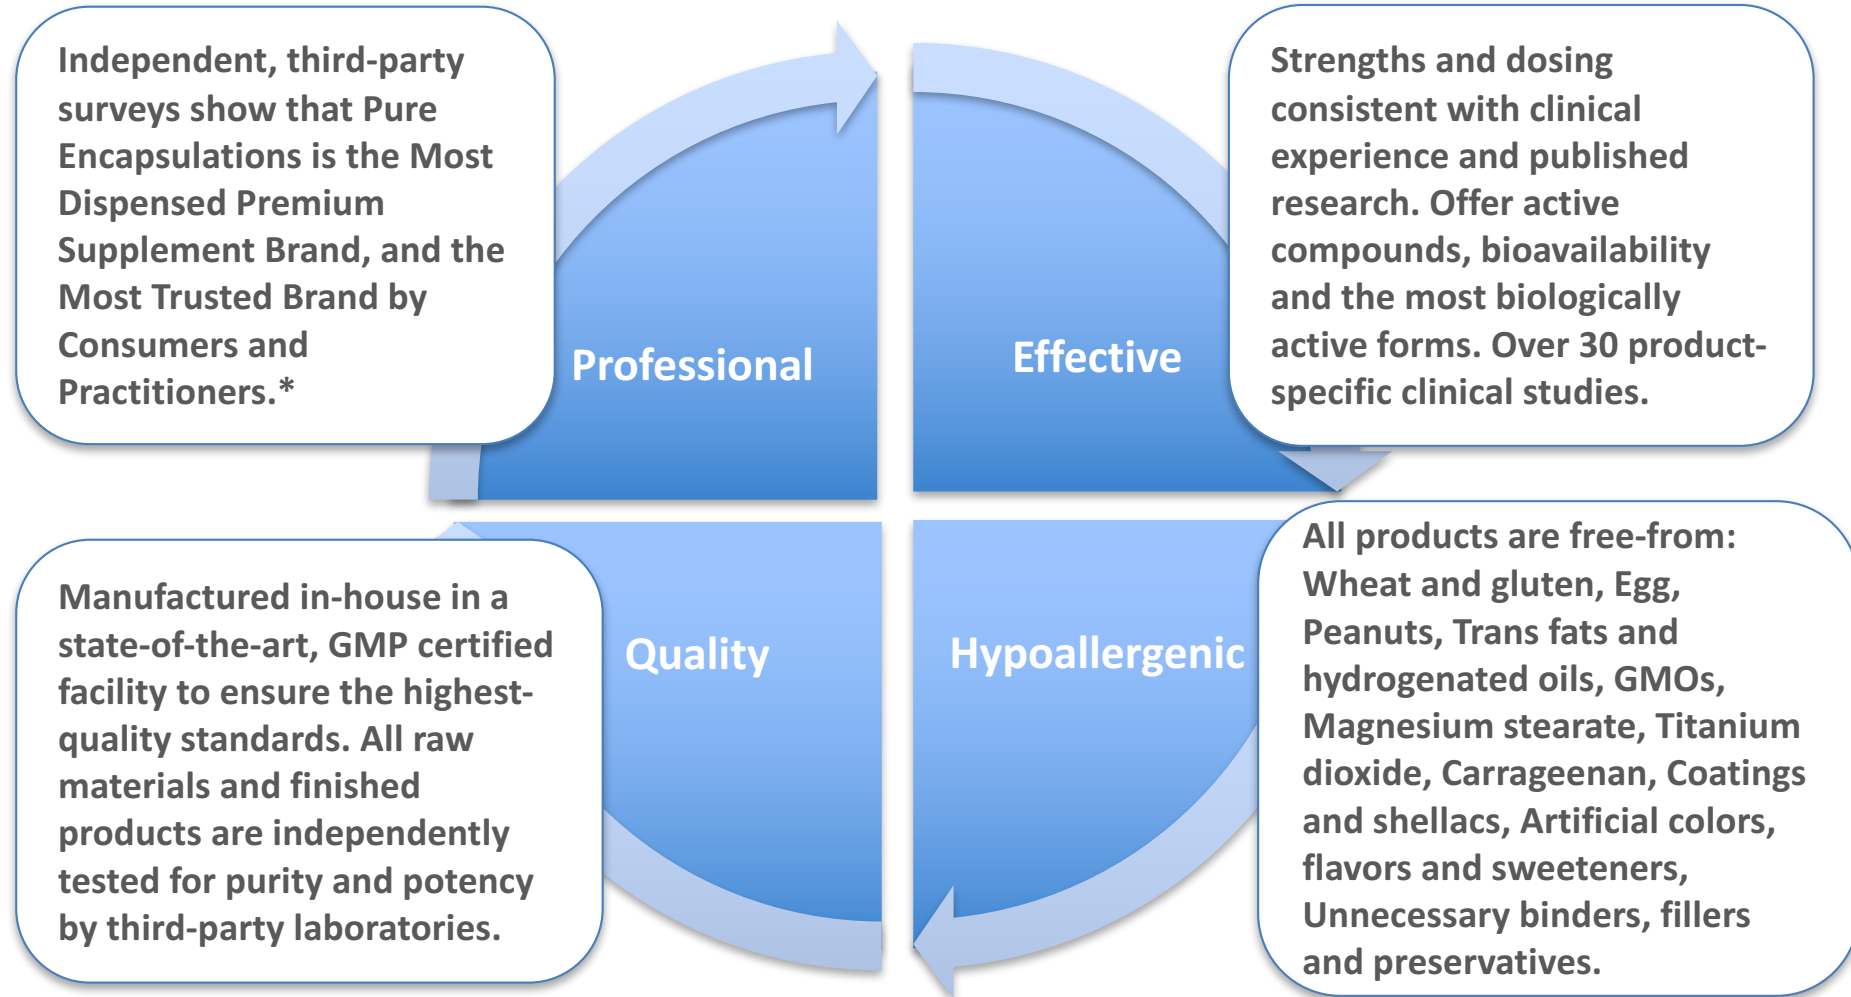 Independent, third-party
surveys show that Pure
Encapsulations is the Most
Dispensed Premium
Supplement Brand, and the
Most Trusted Brand by
Consumers and
Practitioners.*
Professional
Effective
Strengths and dosing
consistent with clinical
experience and published
research. Offer active
compounds, bioavailability
and the most biologically
active forms. Over 30 product-
specific clinical studies.
Manufactured in-house in a
state-of-the-art, GMP certified
facility to ensure the highest-
quality standards. All raw
materials and finished
products are independently
tested for purity and potency
by third-party laboratories.
Quality
Hypoallergenic
All products are free-from:
Wheat and gluten, Egg,
Peanuts, Trans fats and
hydrogenated oils, GMOs,
Magnesium stearate, Titanium
dioxide, Carrageenan, Coatings
and shellacs, Artificial colors,
flavors and sweeteners,
Unnecessary binders, fillers
and preservatives.